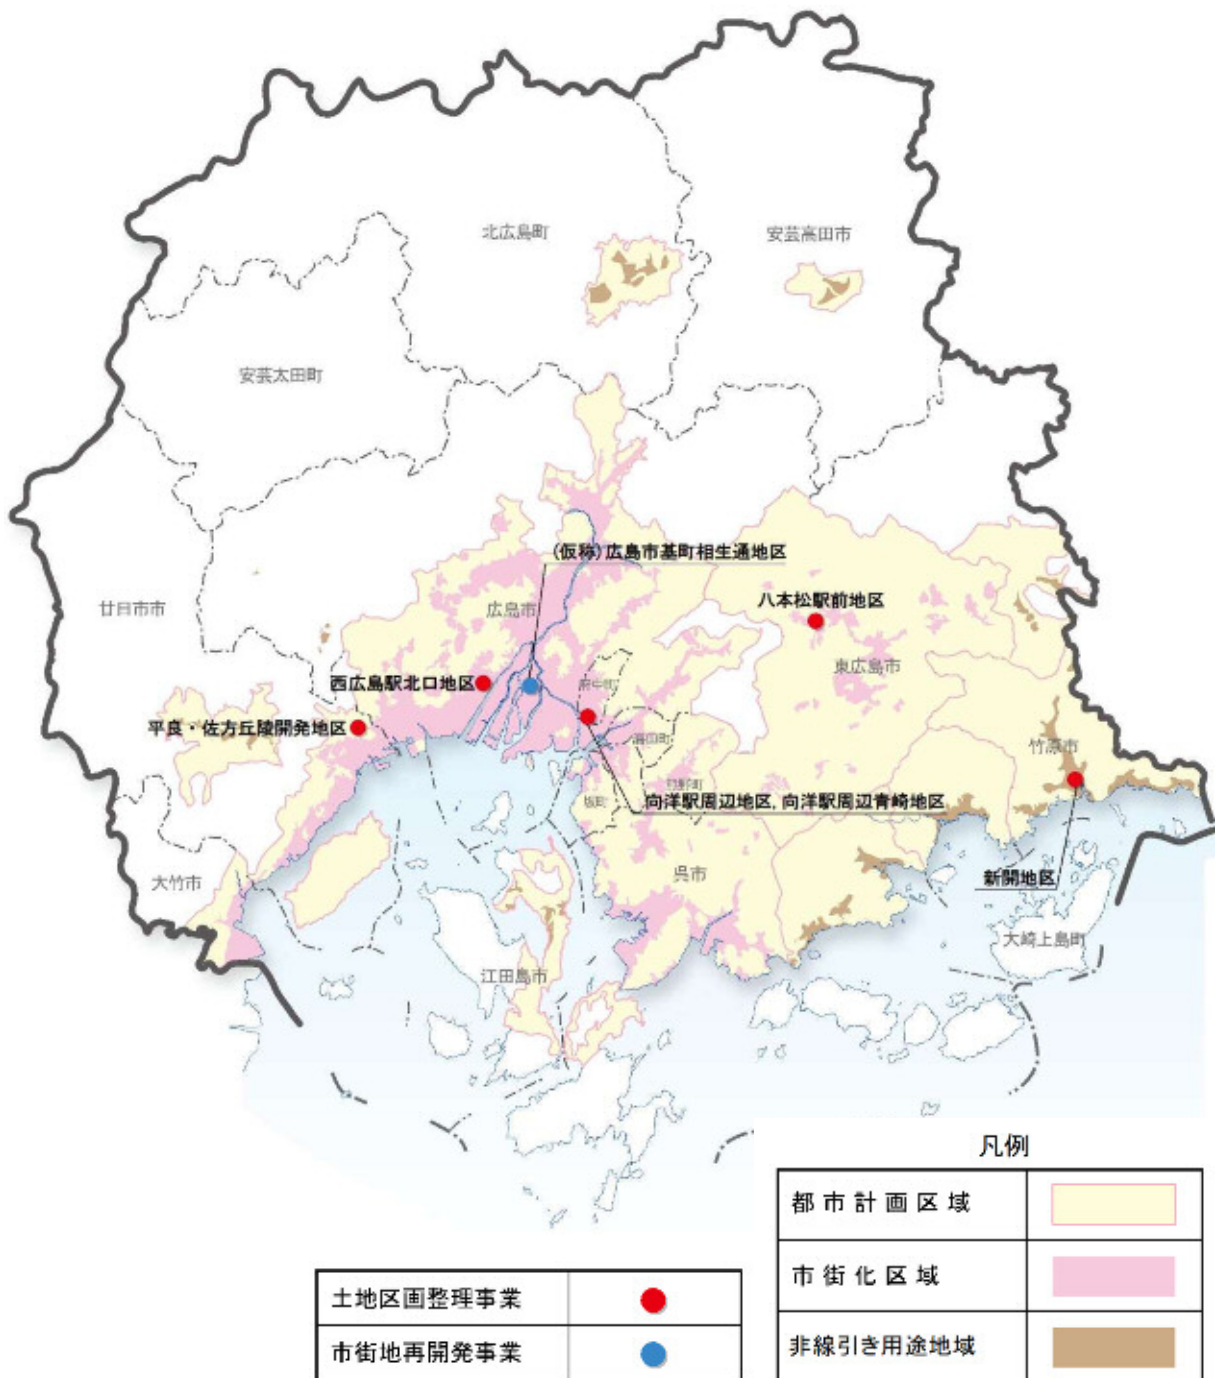 北広島町
安芸高田市
安芸太田町
(仮称)広島市基町相生通地区
廿日市市
広島市
八本松駅前地区
東広島市
西広島駅北口地区
府中町
平良・佐方丘陵開発地区
海田町
竹原市
熊野町
坂町
向洋駅周辺地区, 向洋駅周辺青崎地区
大竹市
呉市
新開地区
大崎上島町
江田島市
凡例
都市計画区域
市街化区域
非線引き用途地域
土地区画整理事業
市街地再開発事業